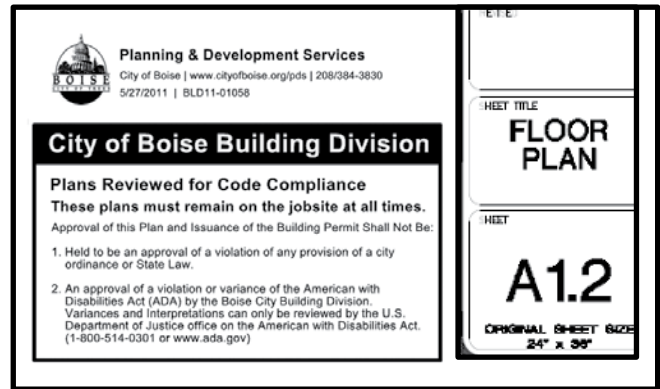 BOISE
Planning & Development Services
City of Boise | www.cityofboise.org/pds | 208/384-3830
5/27/2011 | BLD11-01058
City of Boise Building Division
Plans Reviewed for Code Compliance
These plans must remain on the jobsite at all times.
Approval of this Plan and Issuance of the Building Permit Shall Not Be:
1. Held to be an approval of a violation of any provision of a city
ordinance or State Law.
2. An approval of a violation or variance of the American with
Disabilities Act (ADA) by the Boise City Building Division.
Variances and Interpretations can only be reviewed by the U.S.
Department of Justice office on the American with Disabilities Act.
(1-800-514-0301 or www.ada.gov)
SHEET TITLE
FLOOR
PLAN
SHEET
A1.2
ORIGINAL SHEET SIZE
24" x 36"